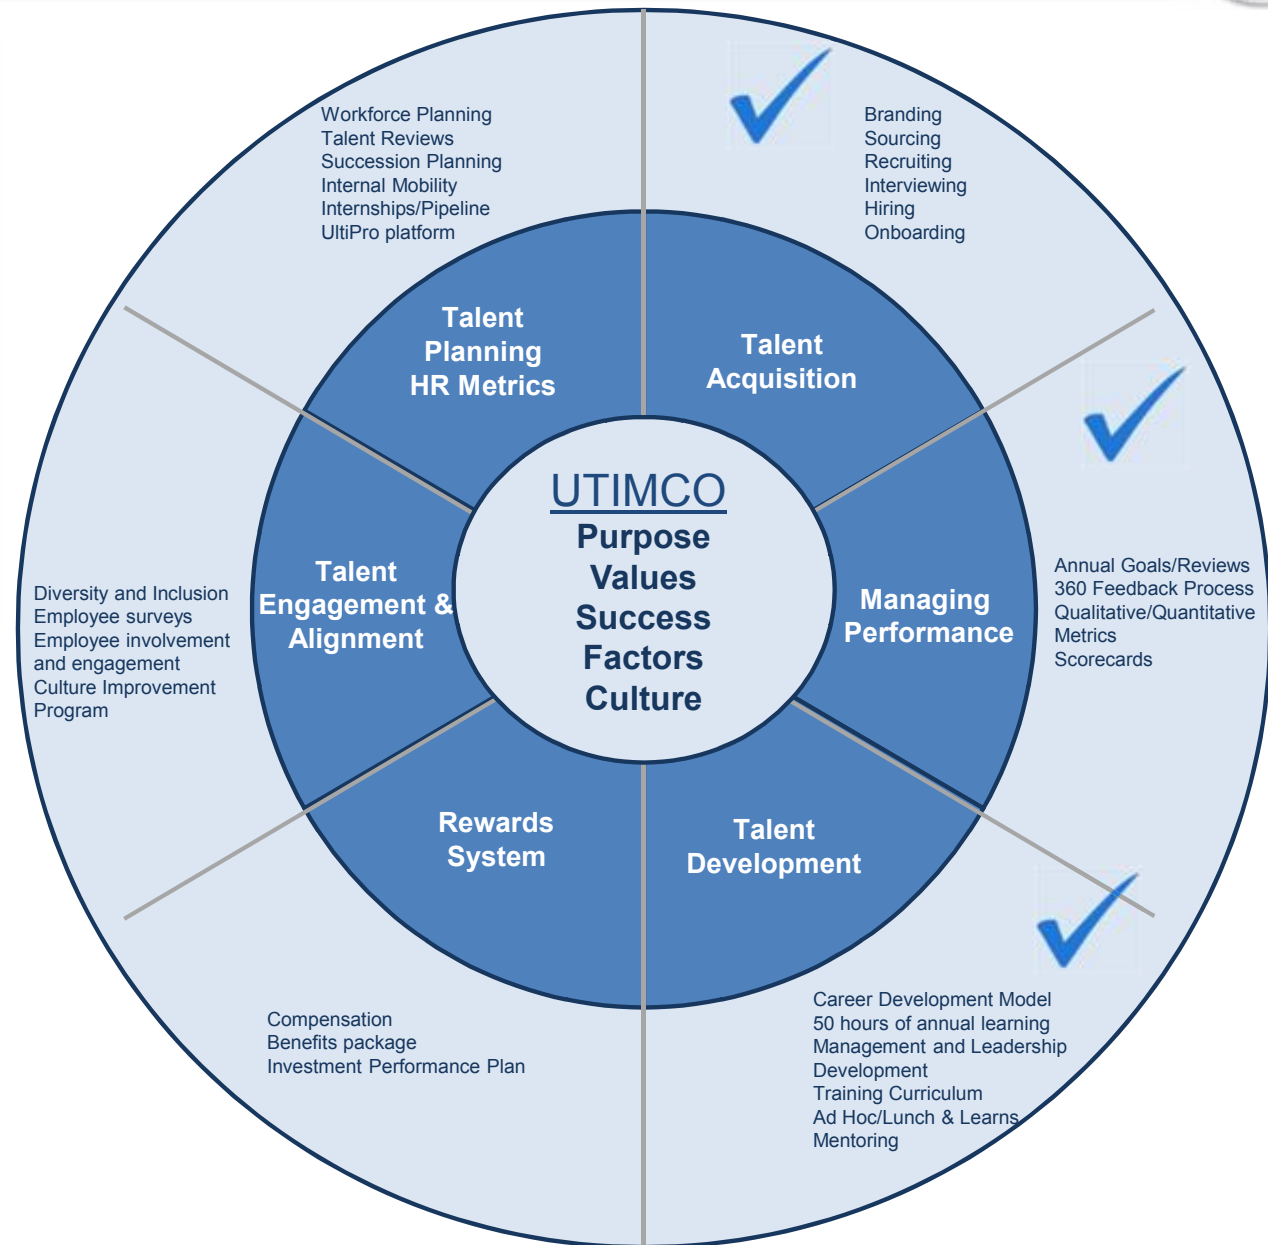 Workforce Planning
Talent Reviews
Succession Planning
Internal Mobility
Internships/Pipeline
UltiPro platform
Branding
Sourcing
Recruiting
Interviewing
Hiring
Onboarding
Talent
Planning
HR Metrics
Talent
Acquisition
UTIMCO
Purpose
Values
Success
Factors
Culture
Talent
Engagement &
Alignment
Managing
Performance
Diversity and Inclusion
Employee surveys
Employee involvement
and engagement
Culture Improvement
Program
Annual Goals/Reviews
360 Feedback Process
Qualitative/Quantitative
Metrics
Scorecards
Rewards
System
Talent
Development
Compensation
Benefits package
Investment Performance Plan
Career Development Model
50 hours of annual learning
Management and Leadership
Development
Training Curriculum
Ad Hoc/Lunch & Learns
Mentoring